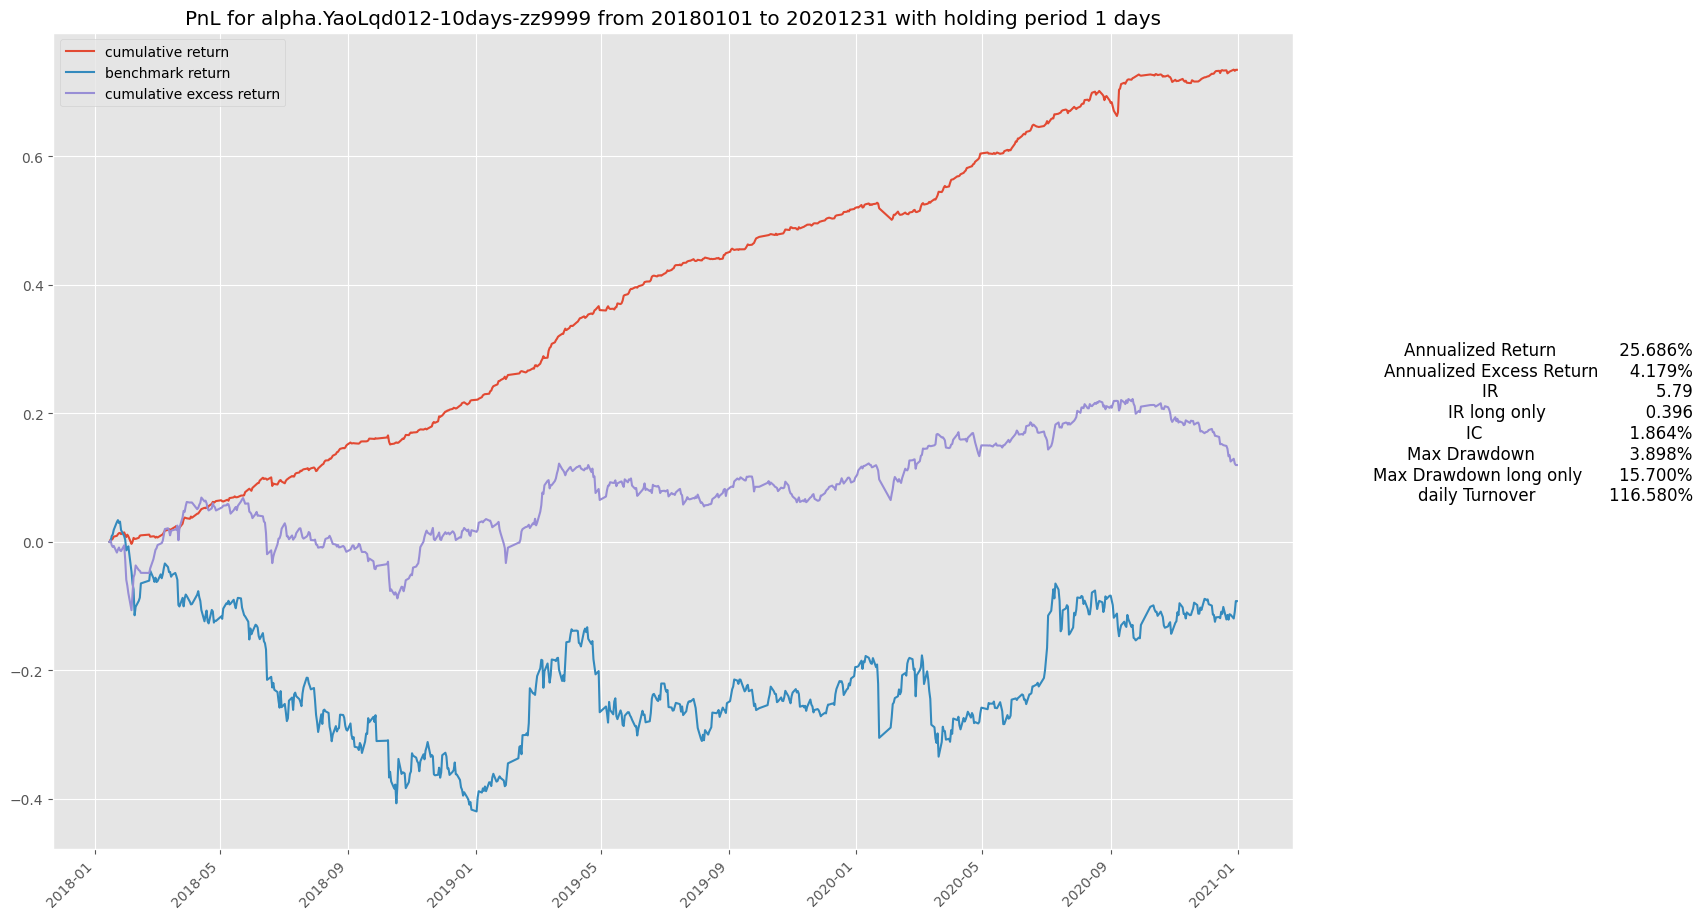 PnL for alpha.YaoLqd012-10days-zz9999 from 20180101 to 20201231 with holding period 1 days
cumulative return
benchmark return
cumulative excess return
0.6
0.4
0.2
0.0
−0.2
−0.4
2018-01
2018-05
2018-09
2019-01
2019-05
2019-09
2020-01
2020-05
2020-09
2021-01
Annualized Return 25.686%
Annualized Excess Return 4.179%
IR 5.79
IR long only 0.396
IC 1.864%
Max Drawdown 3.898%
Max Drawdown long only 15.700%
daily Turnover 116.580%